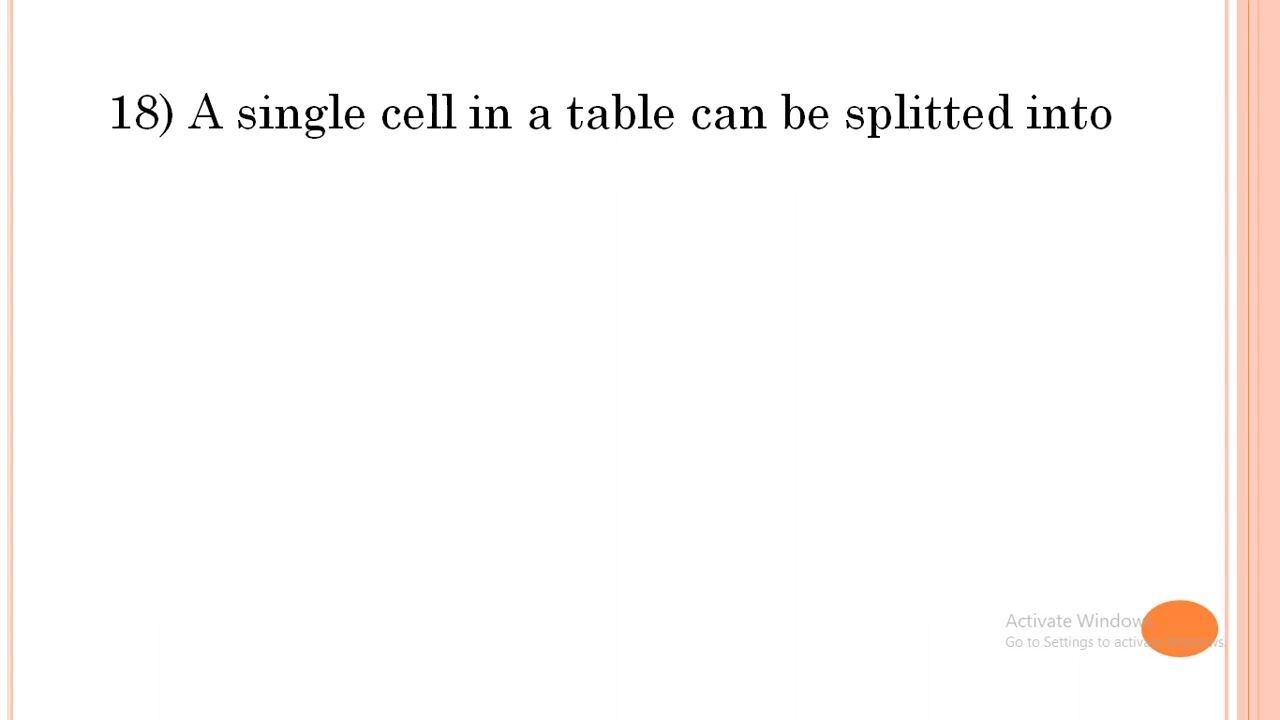 18) A single cell in a table can be splitted into
Activate Windows
Go to Settings to activate Windows.